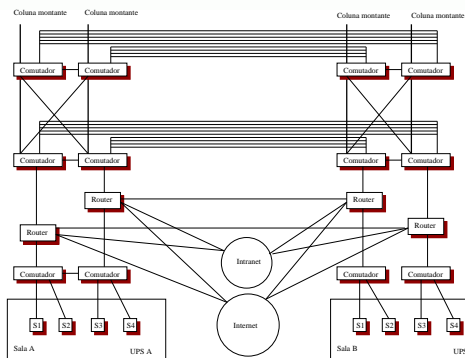 Coluna montante Coluna montante Coluna montante Coluna montante
Comutador Comutador Comutador Comutador
Comutador Comutador Comutador Comutador
Router Router
Router Router
Intranet
Comutador Comutador Comutador Comutador
S1 S2 S3 S4 S1 S2 S3 S4
Internet
Sala A UPS A Sala B UPS